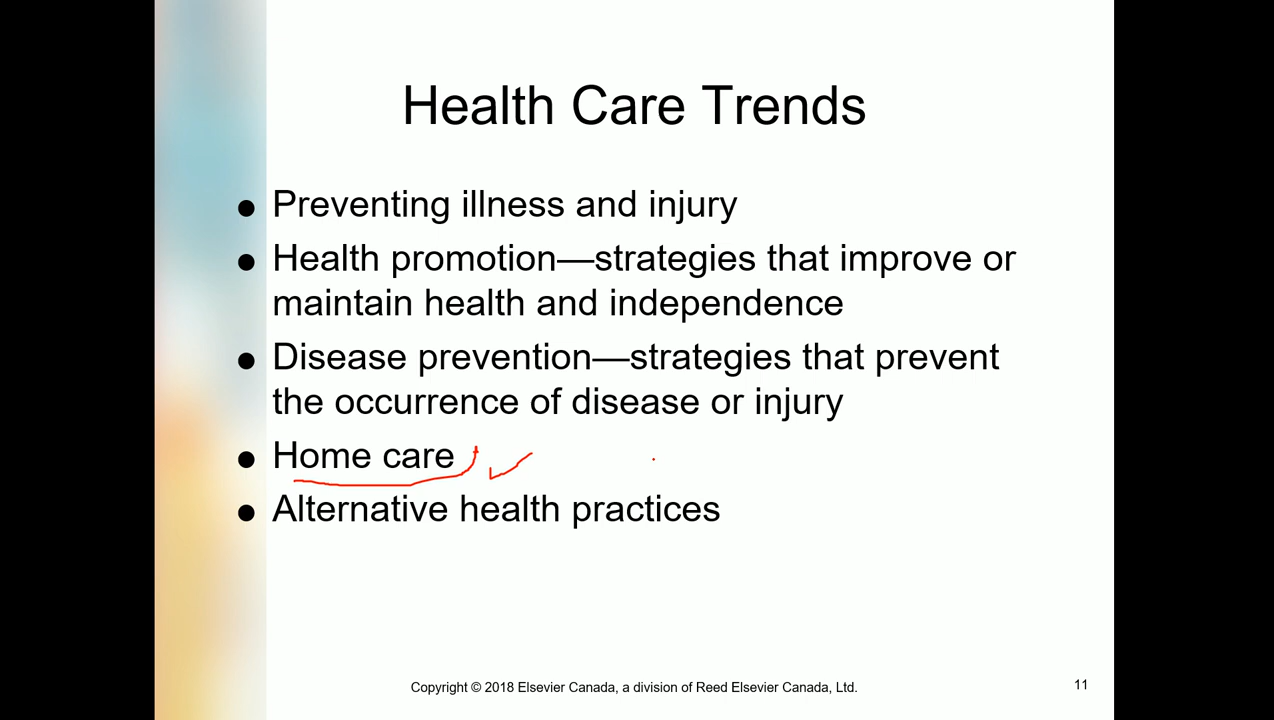 Health Care Trends
● Preventing illness and injury
● Health promotion—strategies that improve or
maintain health and independence
● Disease prevention—strategies that prevent
the occurrence of disease or injury
● Home care
● Alternative health practices
Copyright © 2018 Elsevier Canada, a division of Reed Elsevier Canada, Ltd.
11